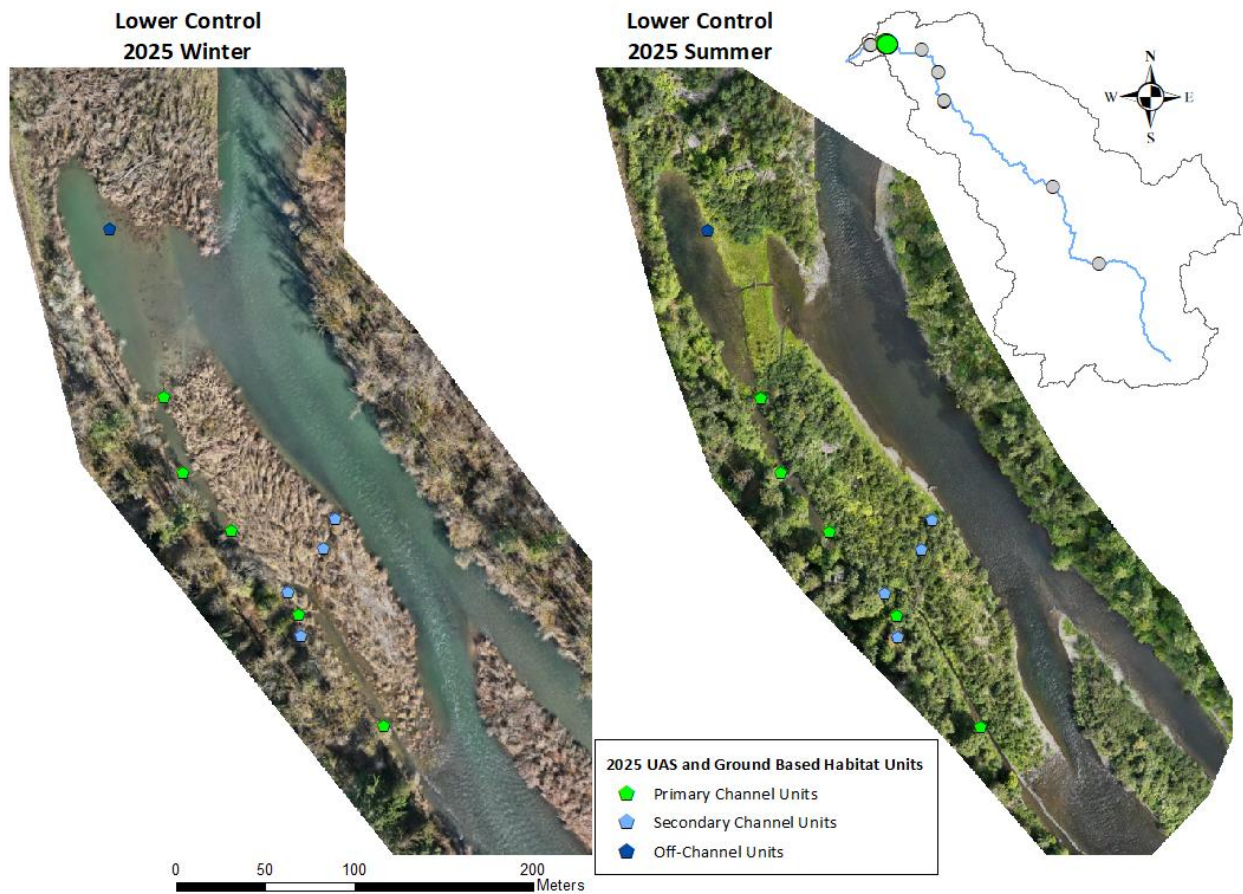 Lower Control
2025 Winter
Lower Control
2025 Summer
N
W
E
S
2025 UAS and Ground Based Habitat Units
Primary Channel Units
Secondary Channel Units
Off-Channel Units
0
50
100
200
Meters